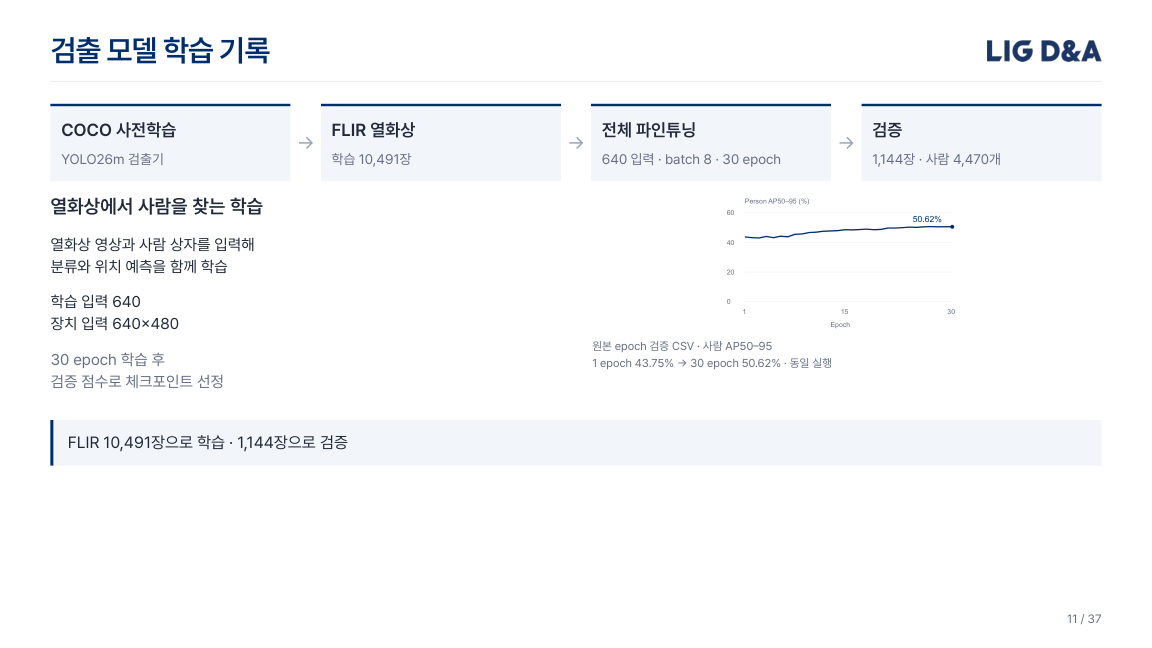 검출 모델 학습 기록
LIG D&A
COCO 사전학습
YOLO26m 검출기
→
FLIR 열화상
학습 10,491장
→
전체 파인튜닝
640 입력 · batch 8 · 30 epoch
→
검증
1,144장 · 사람 4,470개
열화상에서 사람을 찾는 학습
열화상 영상과 사람 상자를 입력해
분류와 위치 예측을 함께 학습
학습 입력 640
장치 입력 640×480
30 epoch 학습 후
검증 점수로 체크포인트 선정
Person AP50–95 (%)
60
50.62%
40
20
0
1
15
30
Epoch
원본 epoch 검증 CSV · 사람 AP50–95
1 epoch 43.75% → 30 epoch 50.62% · 동일 실행
FLIR 10,491장으로 학습 · 1,144장으로 검증
11 / 37